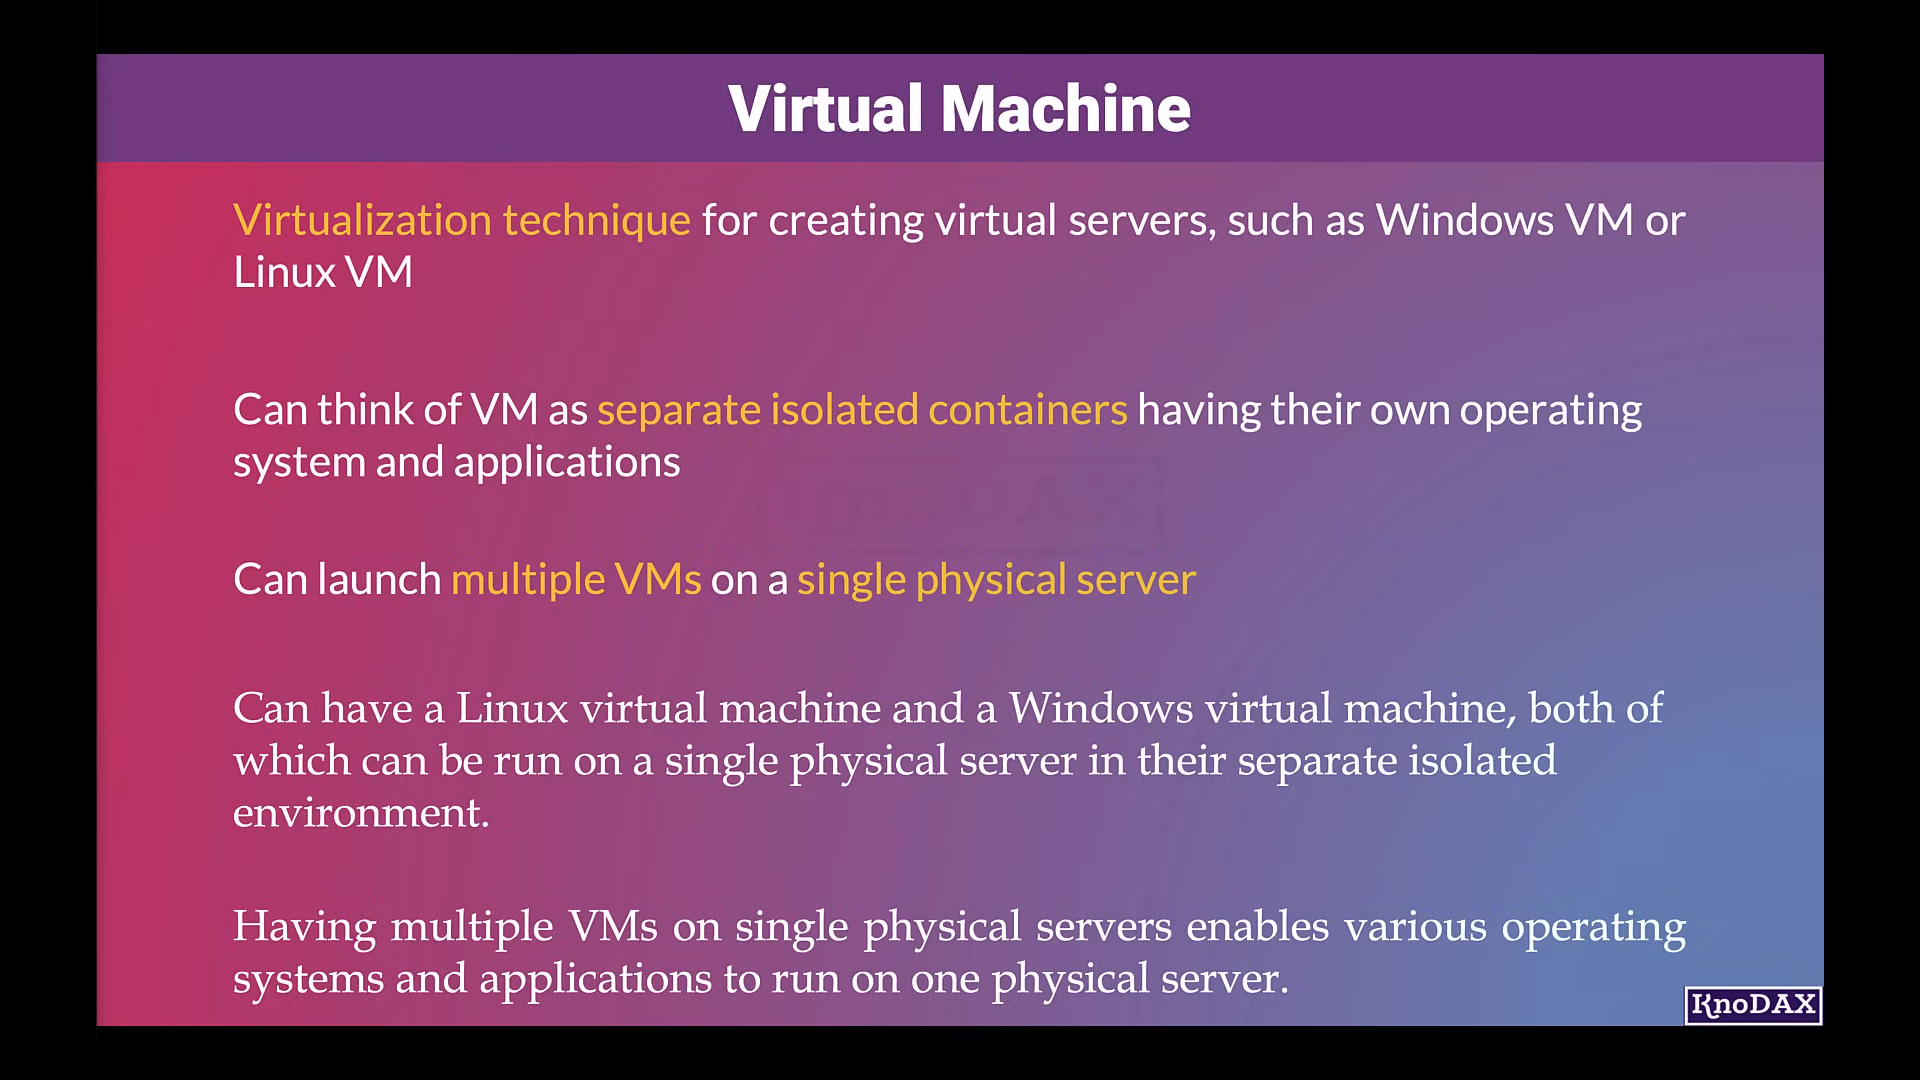 Virtual Machine
Virtualization technique for creating virtual servers, such as Windows VM or
Linux VM
Can think of VM as separate isolated containers having their own operating
system and applications
KnoDAX
Can launch multiple VMs on a single physical server
Can have a Linux virtual machine and a Windows virtual machine, both of
which can be run on a single physical server in their separate isolated
environment.
Having multiple VMs on single physical servers enables various operating
systems and applications to run on one physical server.
KnoDAX